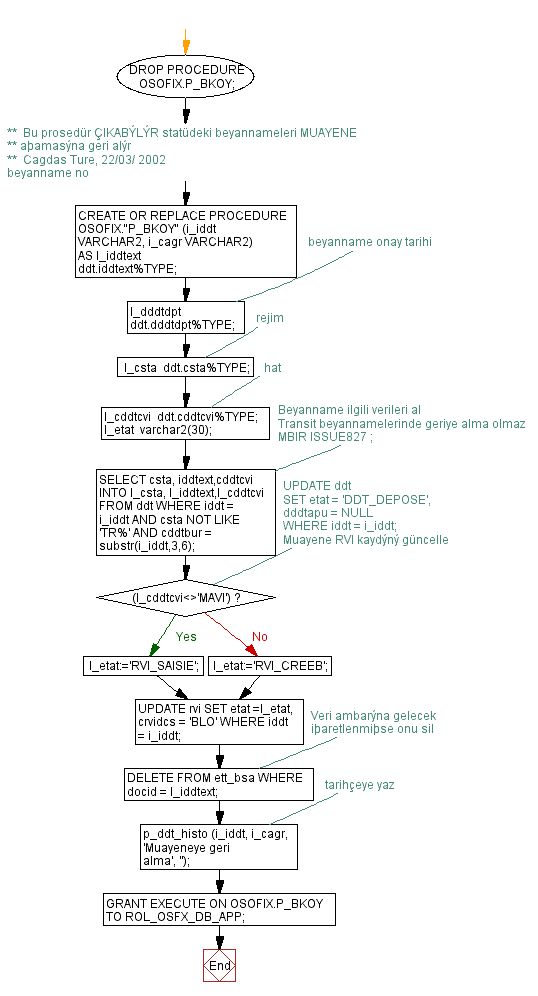 DROP PROCEDURE
OSOFIX.P_BKOY;
** Bu prosedür ÇIKABÝLÝR statüdeki beyannameleri MUAYENE
** aþamasýna geri alýr
** Cagdas Ture, 22/03/ 2002
beyanname no
CREATE OR REPLACE PROCEDURE
OSOFIX."P_BKOY" (i_iddt
VARCHAR2, i_cagr VARCHAR2)
AS l_iddtext
ddt.iddtext%TYPE;
beyanname onay tarihi
l_dddtdpt
ddt.dddtdpt%TYPE;
rejim
l_csta ddt.csta%TYPE;
hat
l_cddtcvi ddt.cddtcvi%TYPE;
l_etat varchar2(30);
Beyanname ilgili verileri al
Transit beyannamelerinde geriye alma olmaz
MBIR ISSUE827 ;
SELECT csta, iddtext,cddtcvi
INTO l_csta, l_iddtext,l_cddtcvi
FROM ddt WHERE iddt =
i_iddt AND csta NOT LIKE
'TR%' AND cddtbur =
substr(i_iddt,3,6);
UPDATE ddt
SET etat = 'DDT_DEPOSE',
dddtapu = NULL
WHERE iddt = i_iddt;
Muayene RVI kaydýný güncelle
(l_cddtcvi<>'MAVI') ?
Yes
No
l_etat:='RVI_SAISIE';
l_etat:='RVI_CREEB';
UPDATE rvi SET etat =l_etat,
crvidcs = 'BLO' WHERE iddt
= i_iddt;
Veri ambarýna gelecek
iþaretlenmiþse onu sil
DELETE FROM ett_bsa WHERE
docid = l_iddtext;
tarihçeye yaz
p_ddt_histo (i_iddt, i_cagr,
'Muayeneye geri
alma', '');
GRANT EXECUTE ON OSOFIX.P_BKOY
TO ROL_OSFX_DB_APP;
End